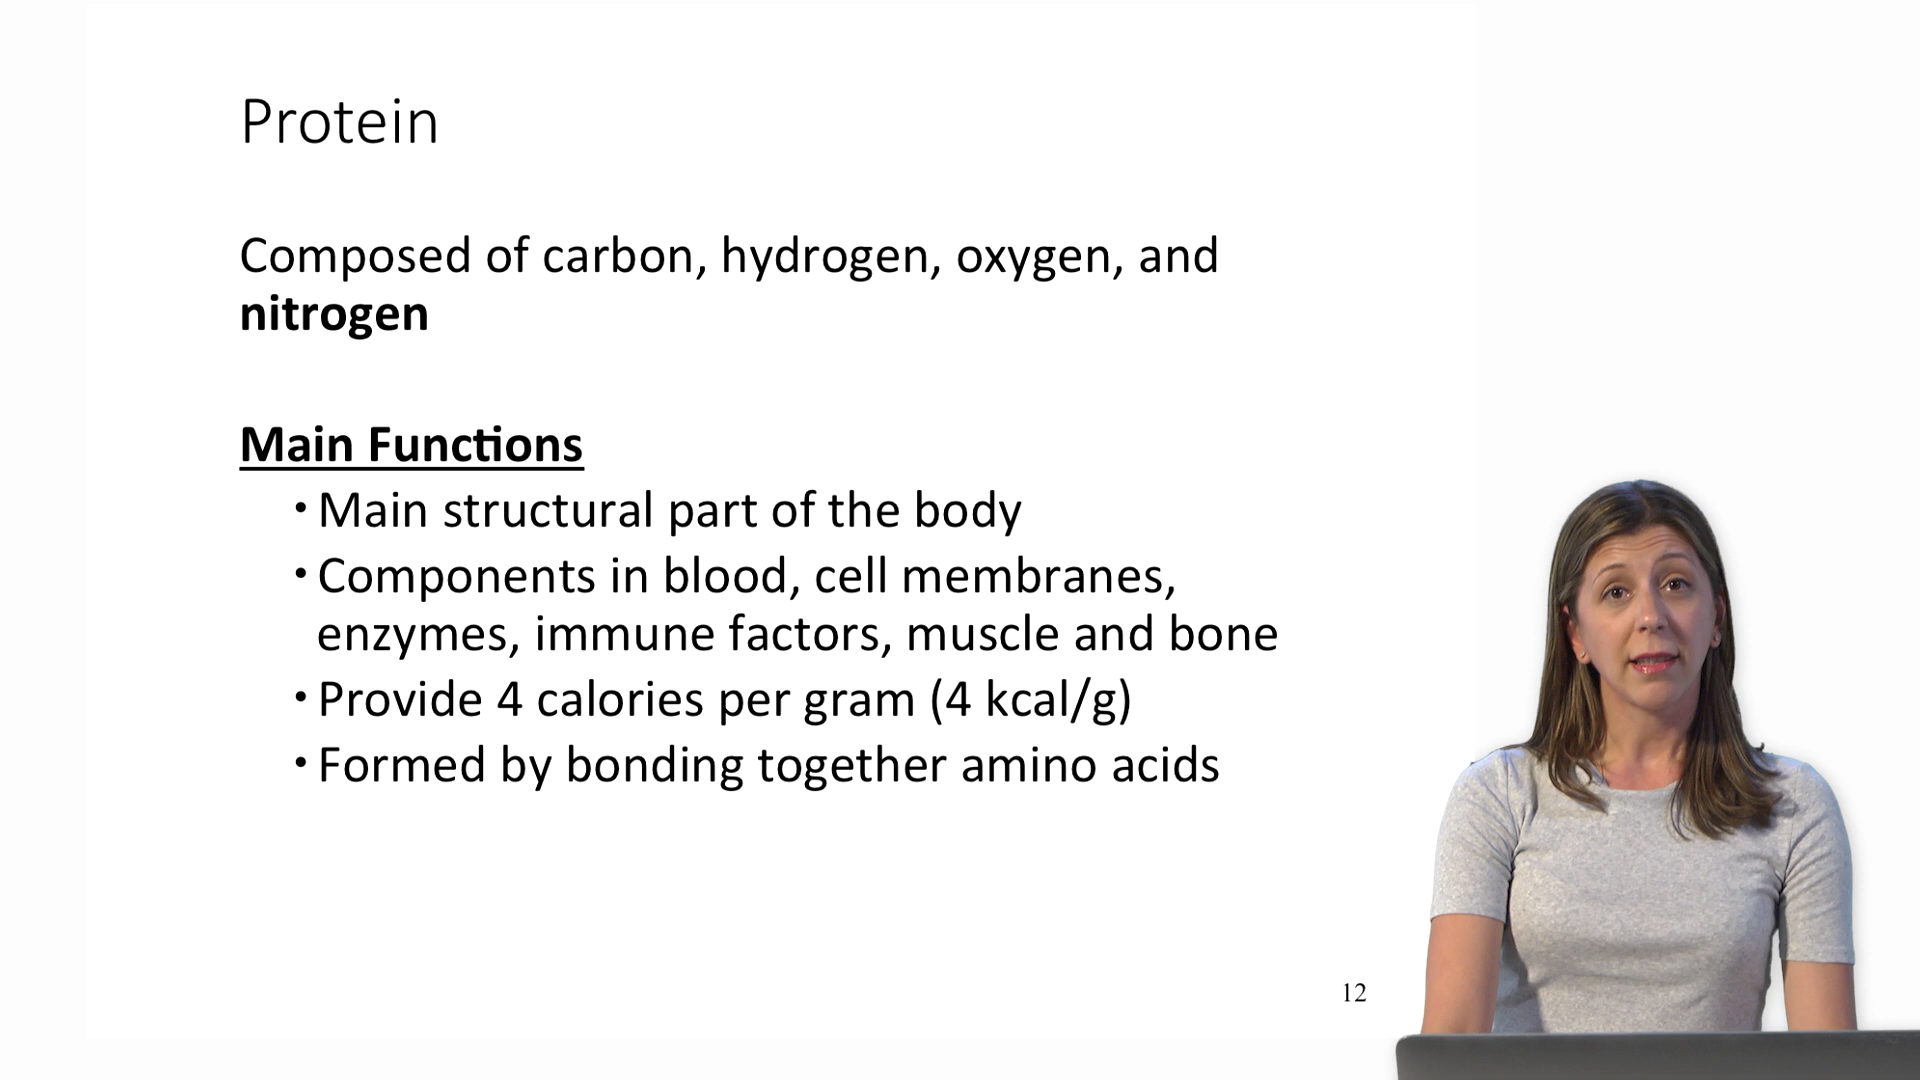 Protein
Composed of carbon, hydrogen, oxygen, and
nitrogen
Main Functions
• Main structural part of the body
• Components in blood, cell membranes,
enzymes, immune factors, muscle and bone
• Provide 4 calories per gram (4 kcal/g)
• Formed by bonding together amino acids
12